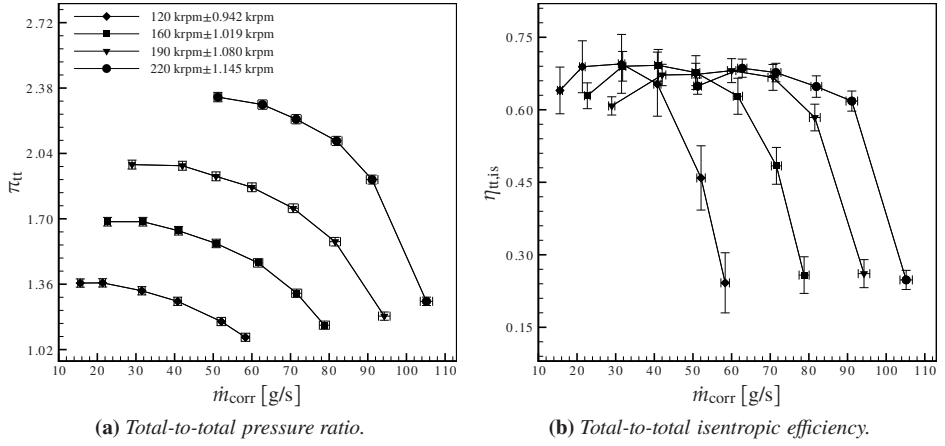 2.72
2.38
2.04
1.70
1.36
1.02
π_tt
120 krpm±0.942 krpm
160 krpm±1.019 krpm
190 krpm±1.080 krpm
220 krpm±1.145 krpm
10 20 30 40 50 60 70 80 90 100 110
ṁ_corr [g/s]
(a) Total-to-total pressure ratio.
0.75
0.60
0.45
0.30
0.15
η_tt,is
10 20 30 40 50 60 70 80 90 100 110
ṁ_corr [g/s]
(b) Total-to-total isentropic efficiency.